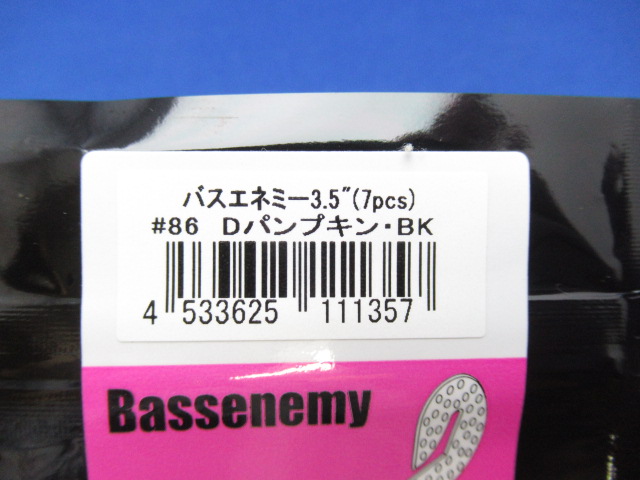 バスエネミー3.5"(7pcs)
#86 Dパンプキン・BK
4 533625 111357
Bassenemy